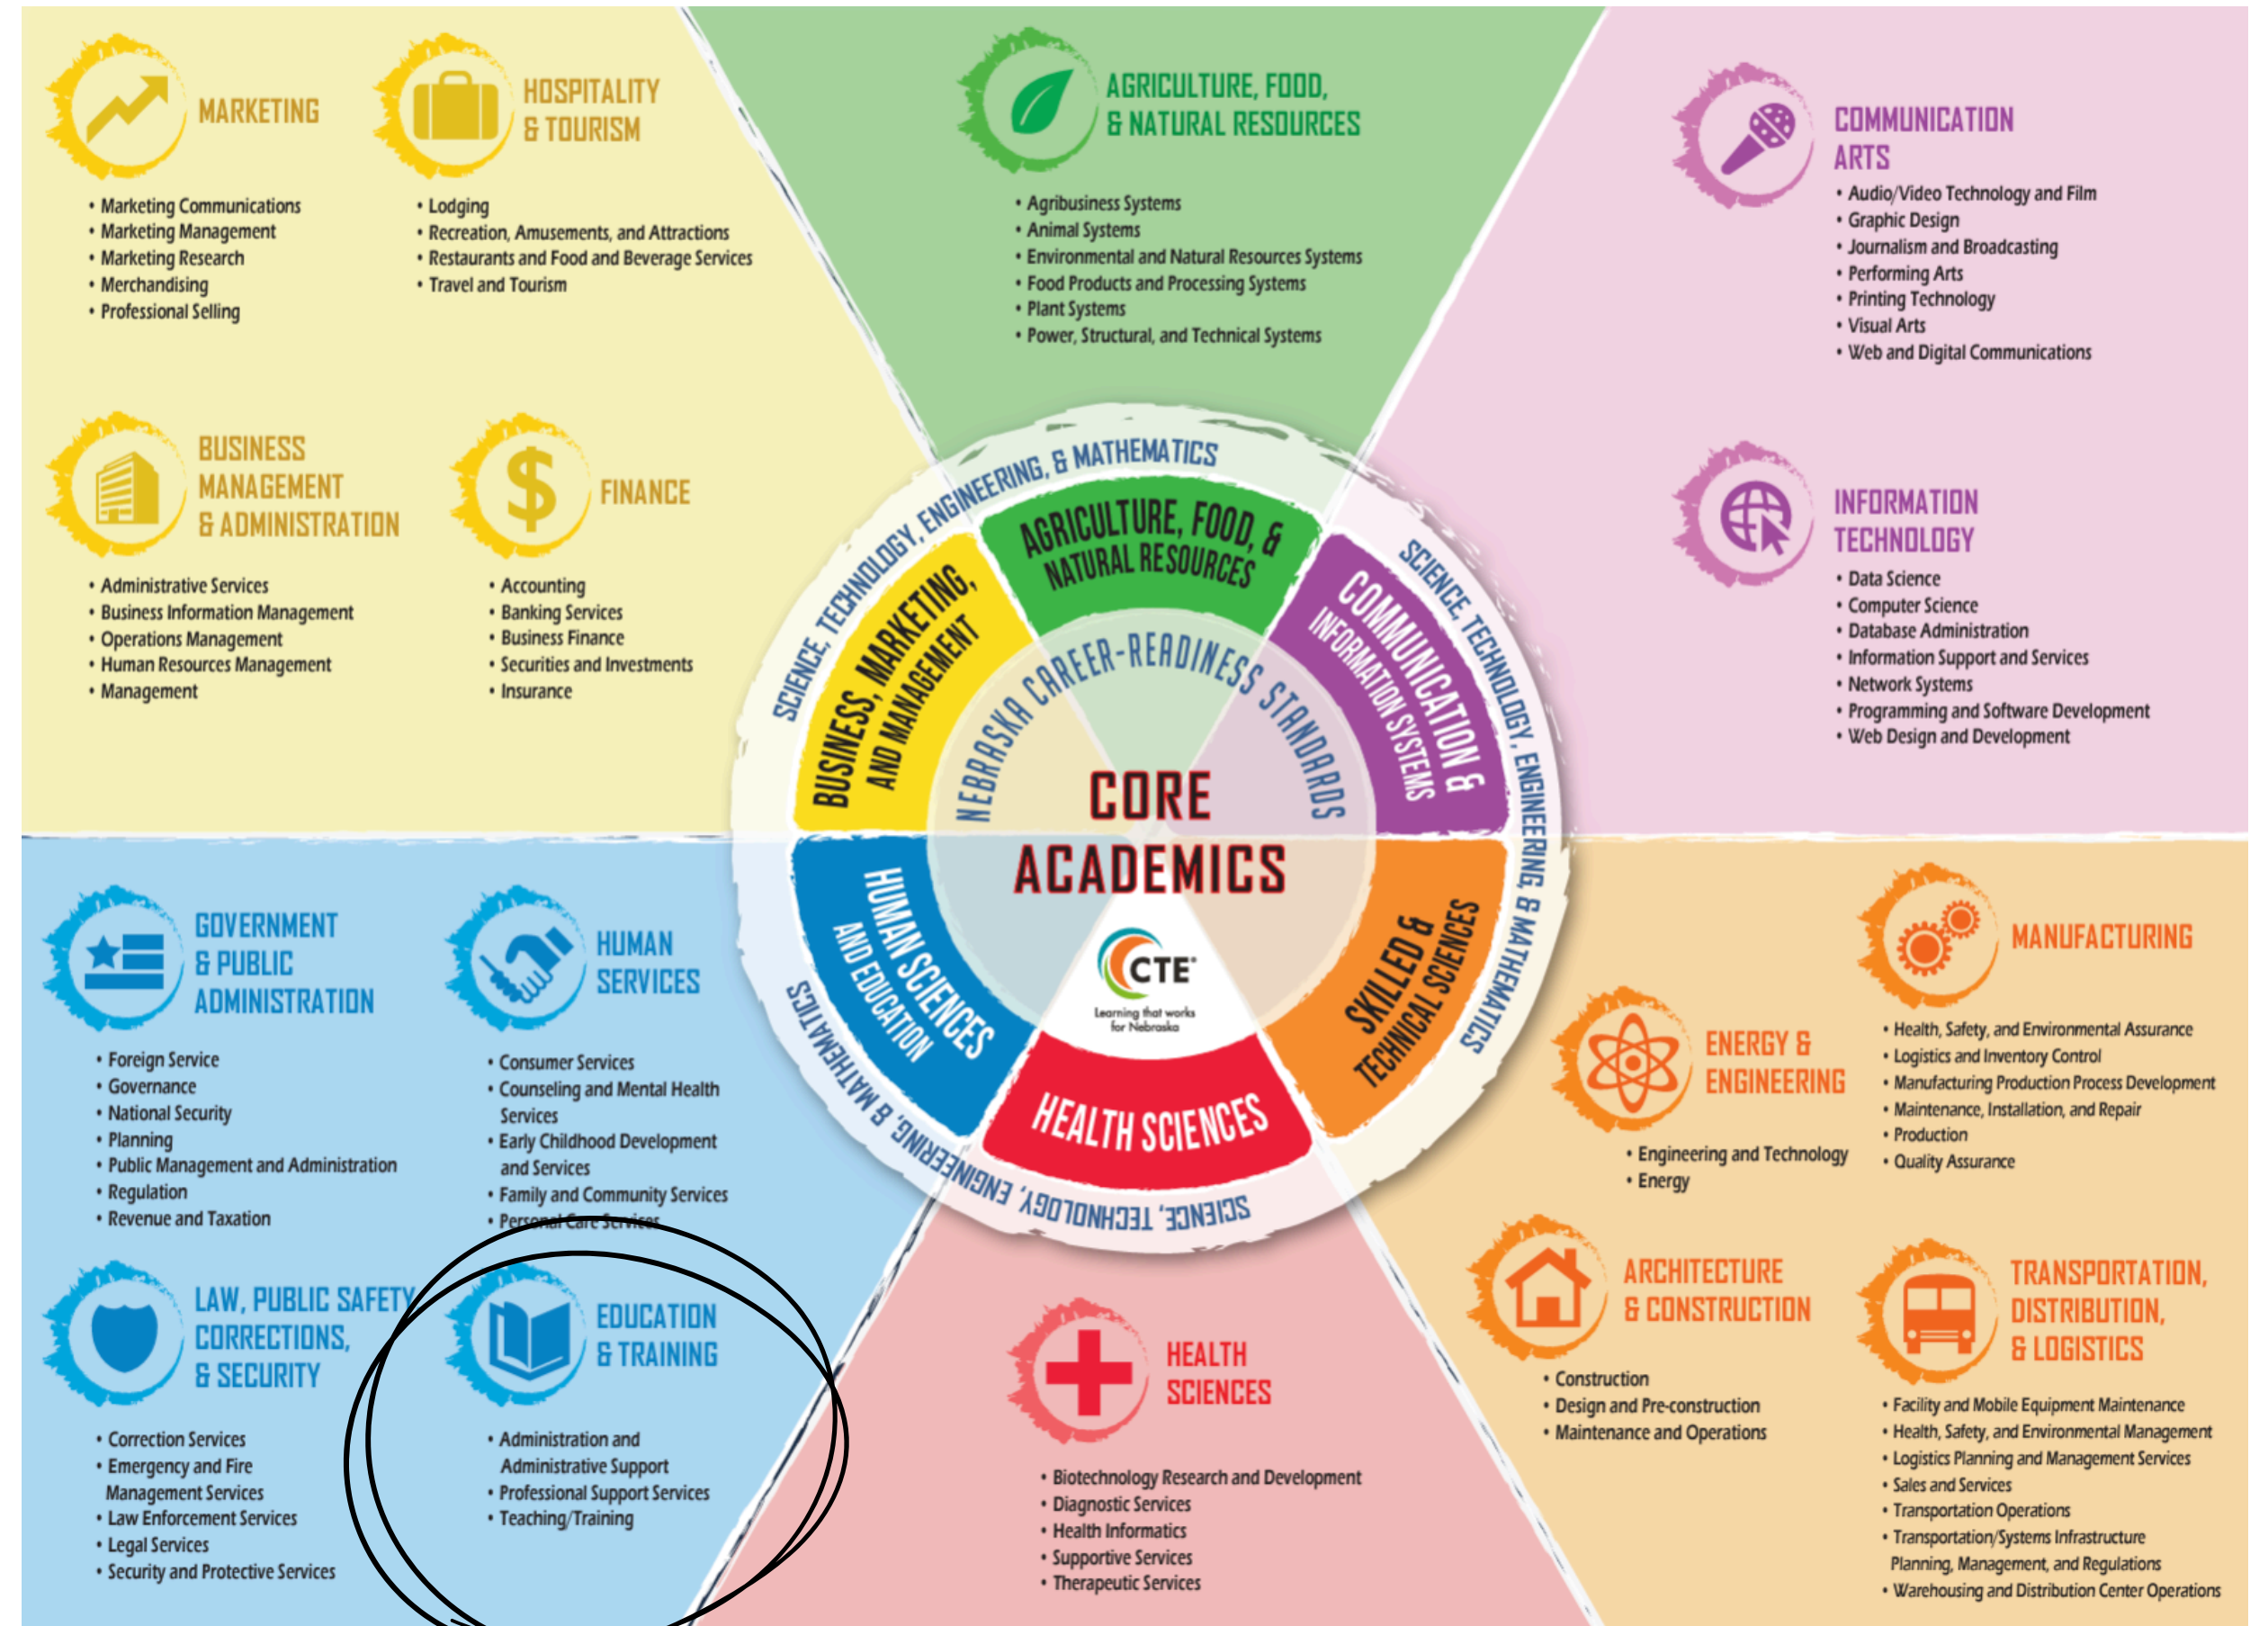 MARKETING
• Marketing Communications
• Marketing Management
• Marketing Research
• Merchandising
• Professional Selling
HOSPITALITY
& TOURISM
• Lodging
• Recreation, Amusements, and Attractions
• Restaurants and Food and Beverage Services
• Travel and Tourism
BUSINESS
MANAGEMENT
& ADMINISTRATION
• Administrative Services
• Business Information Management
• Operations Management
• Human Resources Management
• Management
$
FINANCE
• Accounting
• Banking Services
• Business Finance
• Securities and Investments
• Insurance
AGRICULTURE, FOOD,
& NATURAL RESOURCES
• Agribusiness Systems
• Animal Systems
• Environmental and Natural Resources Systems
• Food Products and Processing Systems
• Plant Systems
• Power, Structural, and Technical Systems
COMMUNICATION
ARTS
• Audio/Video Technology and Film
• Graphic Design
• Journalism and Broadcasting
• Performing Arts
• Printing Technology
• Visual Arts
• Web and Digital Communications
INFORMATION
TECHNOLOGY
• Data Science
• Computer Science
• Database Administration
• Information Support and Services
• Network Systems
• Programming and Software Development
• Web Design and Development
SCIENCE, TECHNOLOGY, ENGINEERING, & MATHEMATICS
SCIENCE, TECHNOLOGY, ENGINEERING, & MATHEMATICS
SCIENCE, TECHNOLOGY, ENGINEERING, & MATHEMATICS
AGRICULTURE, FOOD, &
NATURAL RESOURCES
COMMUNICATION &
INFORMATION SYSTEMS
SKILLED &
TECHNICAL SCIENCES
HEALTH SCIENCES
HUMAN SCIENCES
AND EDUCATION
BUSINESS, MARKETING,
AND MANAGEMENT
NEBRASKA CAREER-READINESS STANDARDS
CORE
ACADEMICS
CTE®
Learning that works
for Nebraska
GOVERNMENT
& PUBLIC
ADMINISTRATION
• Foreign Service
• Governance
• National Security
• Planning
• Public Management and Administration
• Regulation
• Revenue and Taxation
HUMAN
SERVICES
• Consumer Services
• Counseling and Mental Health
Services
• Early Childhood Development
and Services
• Family and Community Services
• Personal Care Services
LAW, PUBLIC SAFETY
CORRECTIONS,
& SECURITY
• Correction Services
• Emergency and Fire
Management Services
• Law Enforcement Services
• Legal Services
• Security and Protective Services
EDUCATION
& TRAINING
• Administration and
Administrative Support
• Professional Support Services
• Teaching/Training
HEALTH
SCIENCES
• Biotechnology Research and Development
• Diagnostic Services
• Health Informatics
• Supportive Services
• Therapeutic Services
MANUFACTURING
• Health, Safety, and Environmental Assurance
• Logistics and Inventory Control
• Manufacturing Production Process Development
• Maintenance, Installation, and Repair
• Production
• Quality Assurance
ENERGY &
ENGINEERING
• Engineering and Technology
• Energy
ARCHITECTURE
& CONSTRUCTION
• Construction
• Design and Pre-construction
• Maintenance and Operations
TRANSPORTATION,
DISTRIBUTION,
& LOGISTICS
• Facility and Mobile Equipment Maintenance
• Health, Safety, and Environmental Management
• Logistics Planning and Management Services
• Sales and Services
• Transportation Operations
• Transportation/Systems Infrastructure
Planning, Management, and Regulations
• Warehousing and Distribution Center Operations